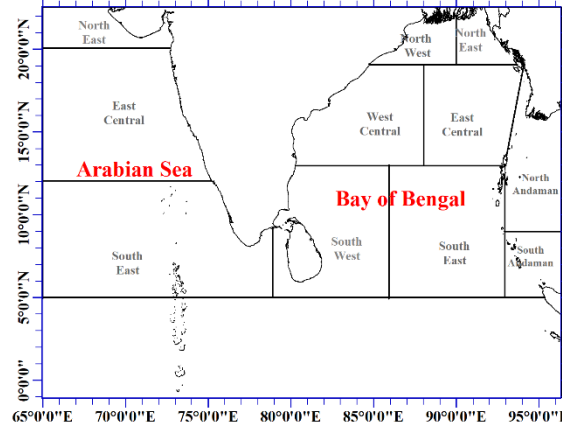 North
East
North
West
North
East
East
Central
West
Central
East
Central
Arabian Sea
Bay of Bengal
North
Andaman
South
East
South
West
South
East
South
Andaman
20°0'0"N
15°0'0"N
10°0'0"N
5°0'0"N
0°0'0"
65°0'0"E
70°0'0"E
75°0'0"E
80°0'0"E
85°0'0"E
90°0'0"E
95°0'0"E